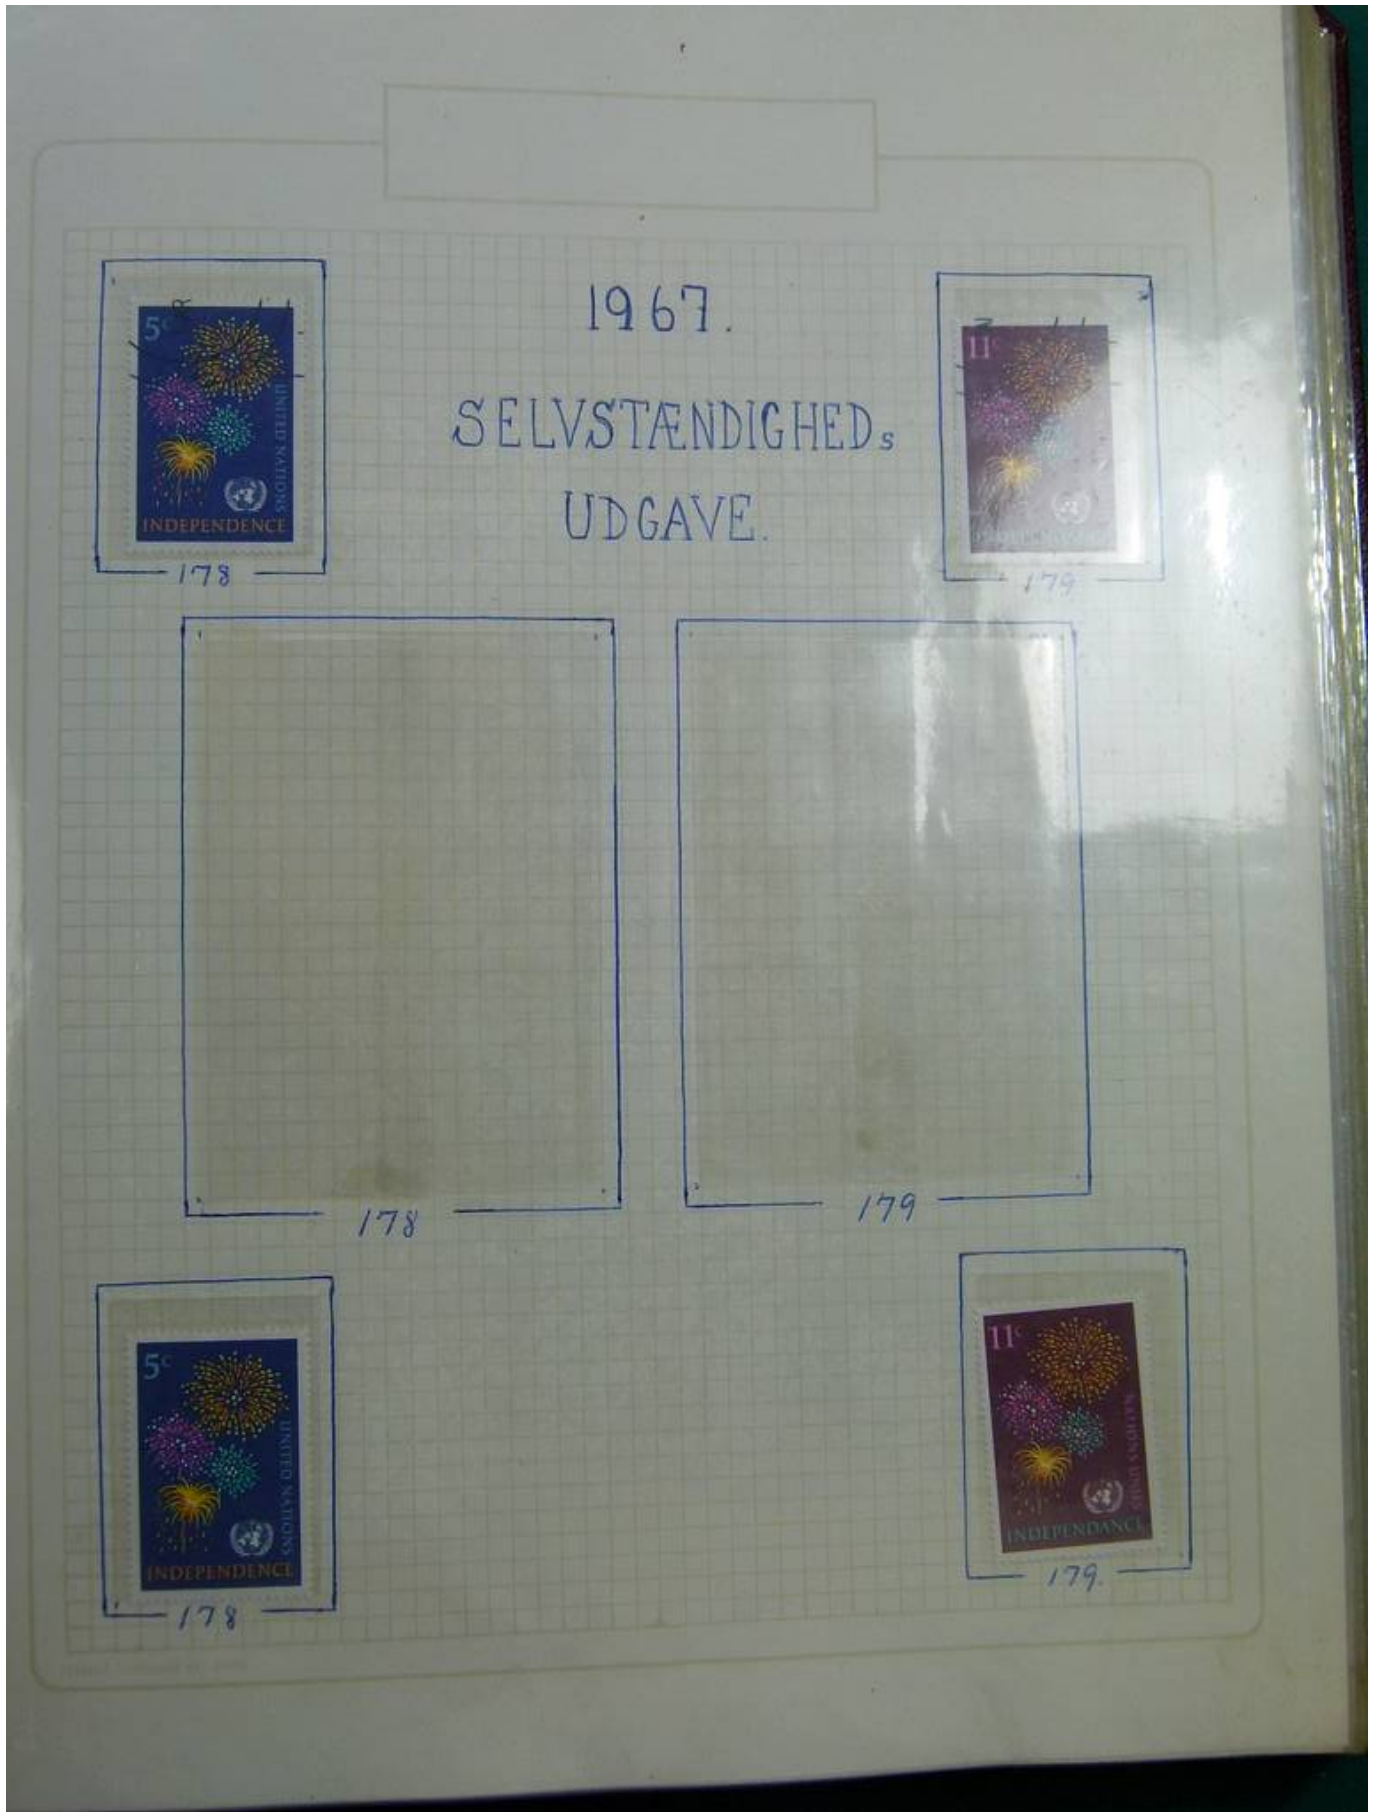 1967.
SELVSTÆNDIGHEDs
UDGAVE.
5c
UNITED NATIONS
INDEPENDENCE
178
11c
179
178
179
5c
UNITED NATIONS
INDEPENDENCE
178
11c
NATIONS UNIES
INDEPENDANCE
179.